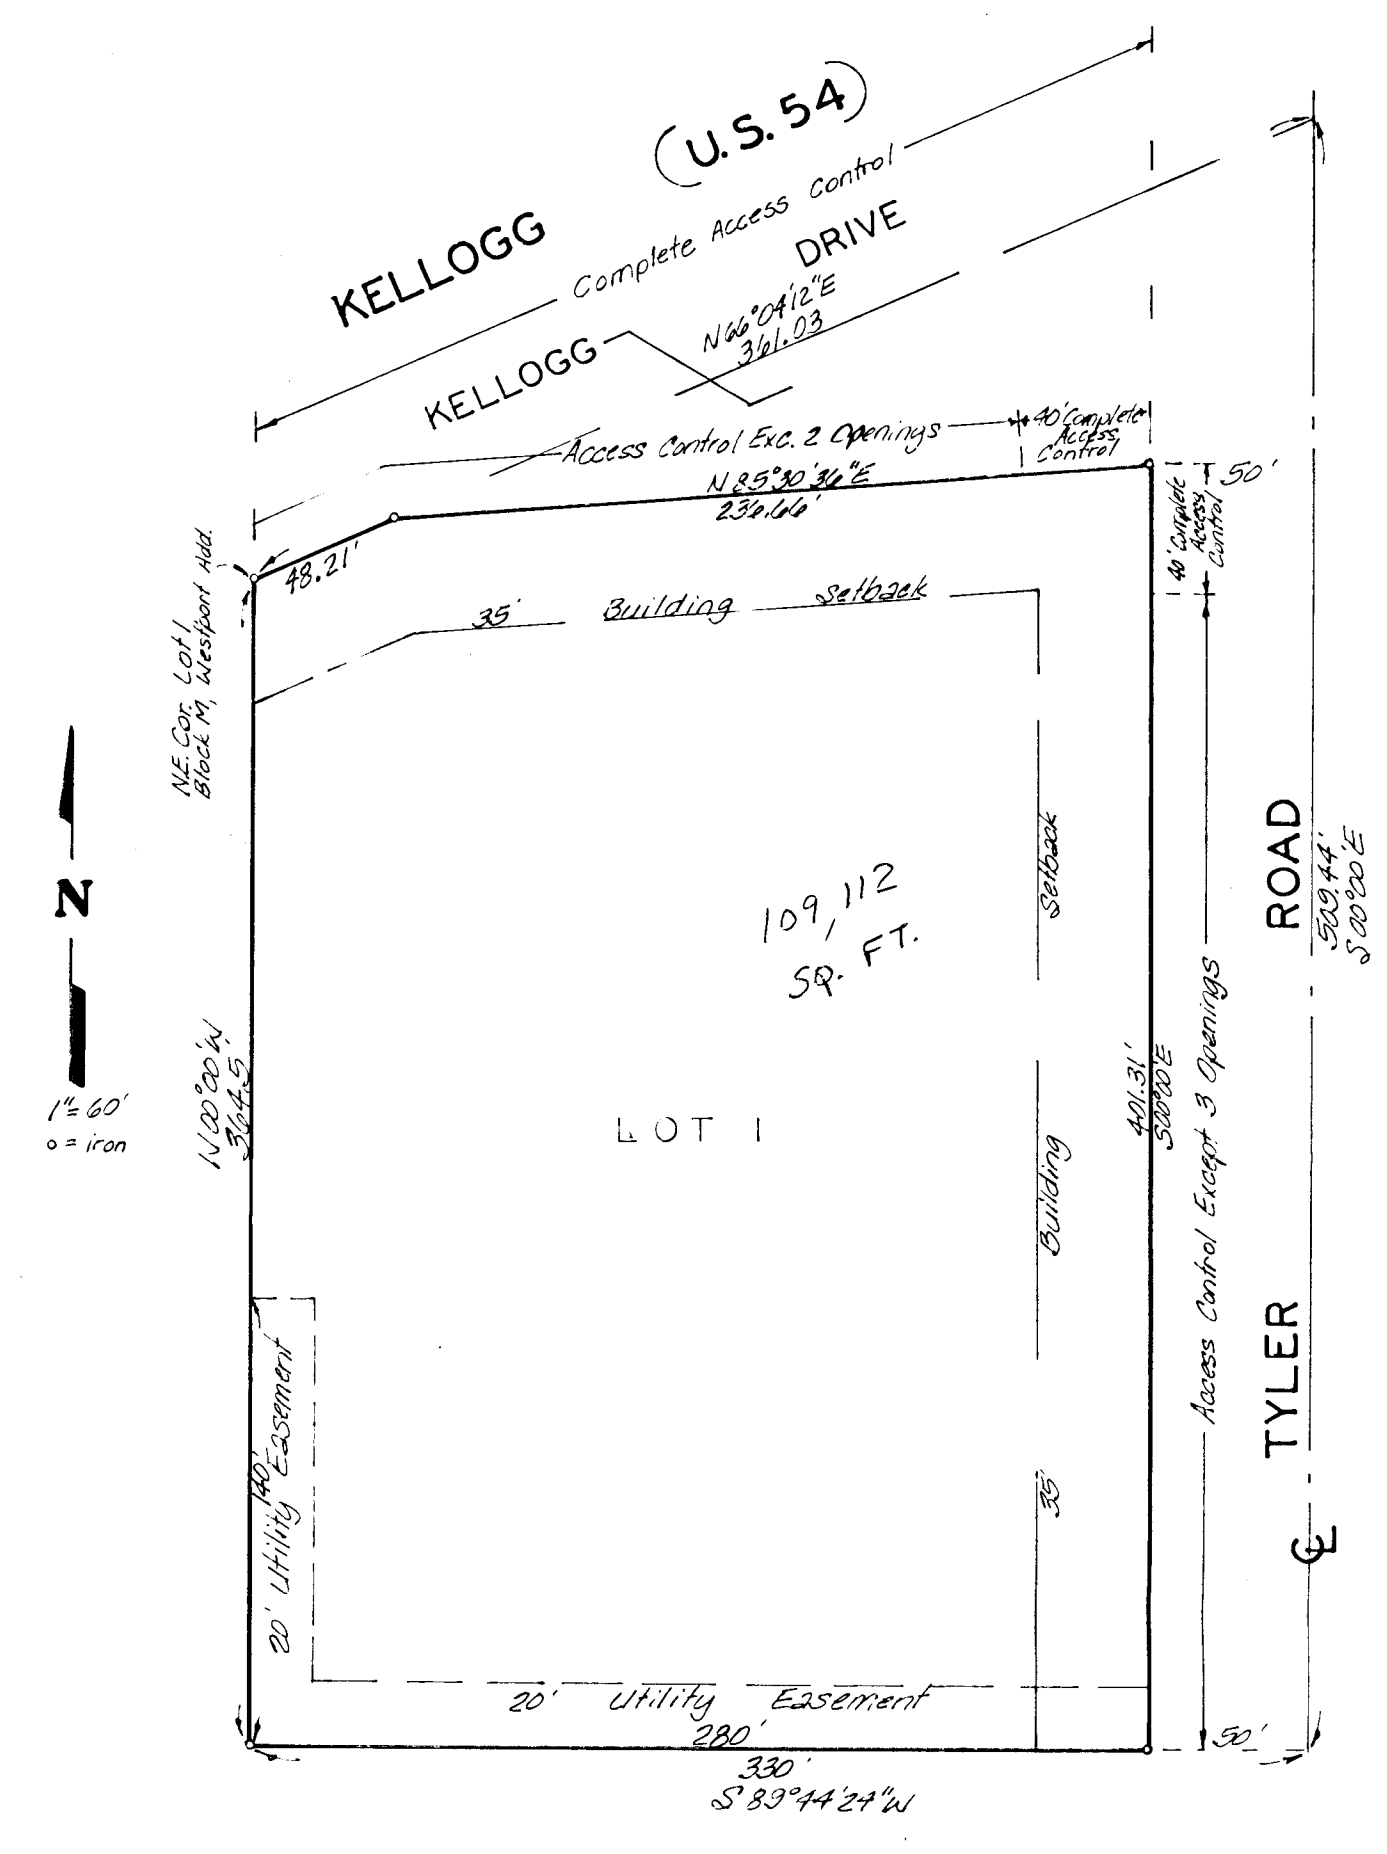 (U.S. 54)
KELLOGG
Complete Access Control
DRIVE
KELLOGG
N66°04'12"E
361.03
Access Control Exc. 2 Openings
40' Complete
Access
Control
N 85°30'36"E
236.66'
50'
40' Complete
Access
Control
48.21'
N.E. Cor. Lot 1
Block M, Westport Add.
35' Building Setback
Setback
109,112
SQ. FT.
ROAD
509.44'
S 00°00'E
N
1"=60'
o = iron
N 00°00'W
364.5'
LOT 1
401.31'
S00°00'E
Building
Access Control Except 3 Openings
TYLER
140'
20' Utility Easement
35'
℄
20' Utility Easement
280'
50'
330'
S 89°44'24"W